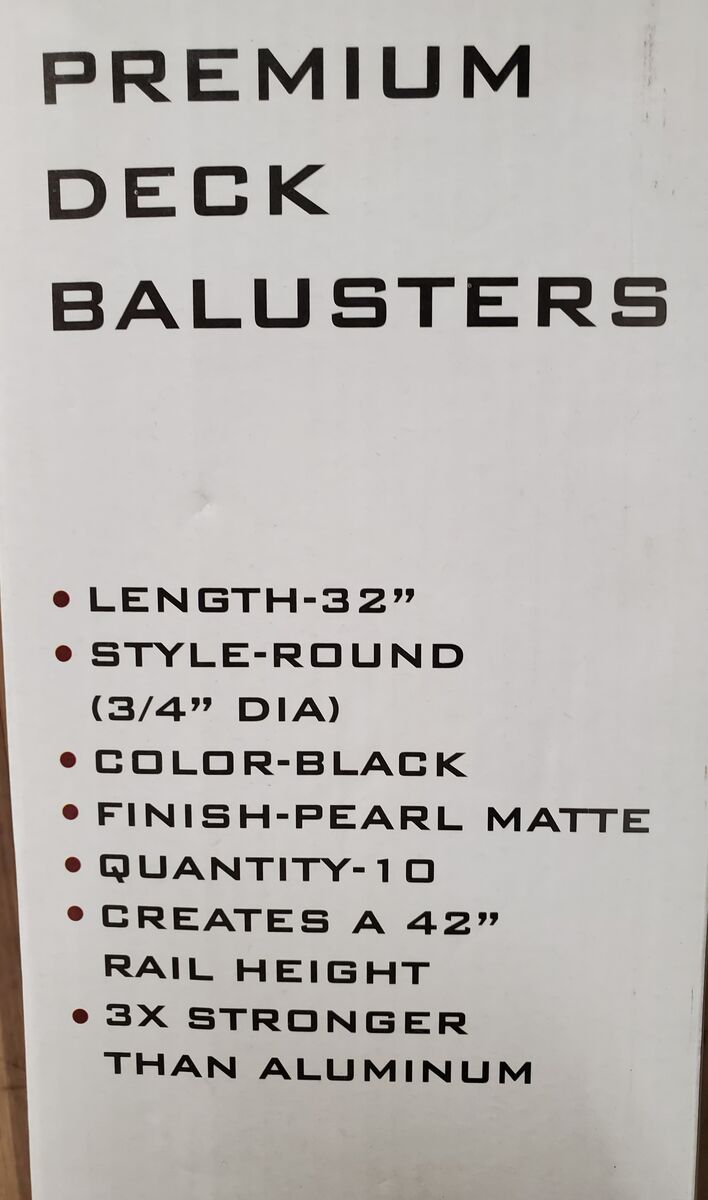 PREMIUM
DECK
BALUSTERS
• LENGTH-32”
• STYLE-ROUND
(3/4” DIA)
• COLOR-BLACK
• FINISH-PEARL MATTE
• QUANTITY-10
• CREATES A 42”
RAIL HEIGHT
• 3X STRONGER
THAN ALUMINUM